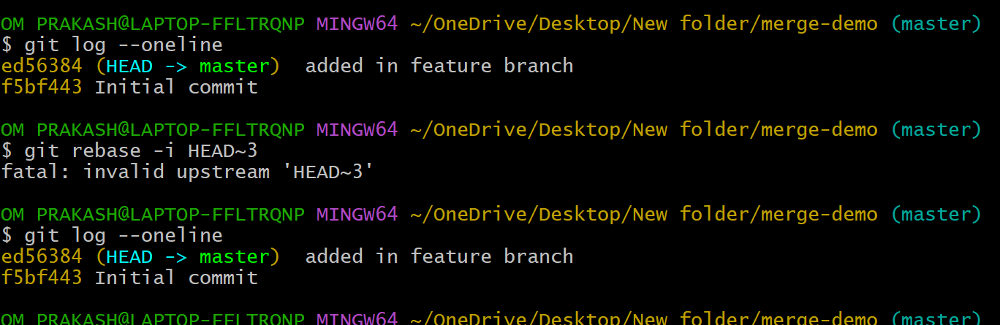 OM PRAKASH@LAPTOP-FFLTRQNP MINGW64 ~/OneDrive/Desktop/New folder/merge-demo (master)
$ git log --oneline
ed56384 (HEAD -> master)  added in feature branch
f5bf443 Initial commit
OM PRAKASH@LAPTOP-FFLTRQNP MINGW64 ~/OneDrive/Desktop/New folder/merge-demo (master)
$ git rebase -i HEAD~3
fatal: invalid upstream 'HEAD~3'
OM PRAKASH@LAPTOP-FFLTRQNP MINGW64 ~/OneDrive/Desktop/New folder/merge-demo (master)
$ git log --oneline
ed56384 (HEAD -> master)  added in feature branch
f5bf443 Initial commit
OM PRAKASH@LAPTOP-FFLTRQNP MINGW64 ~/OneDrive/Desktop/New folder/merge-demo (master)